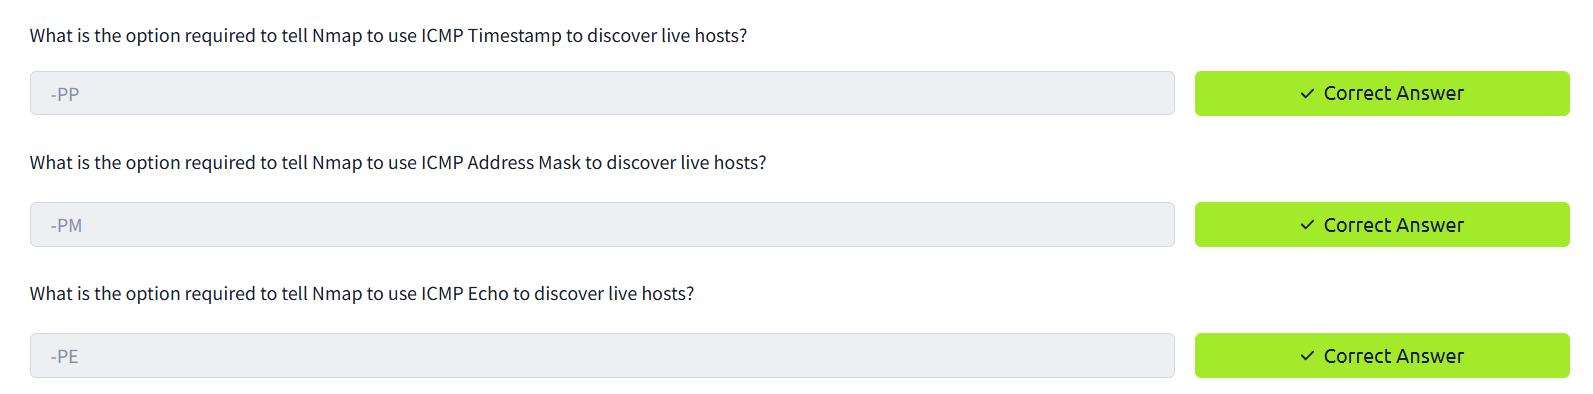 What is the option required to tell Nmap to use ICMP Timestamp to discover live hosts?
-PP
Correct Answer
What is the option required to tell Nmap to use ICMP Address Mask to discover live hosts?
-PM
Correct Answer
What is the option required to tell Nmap to use ICMP Echo to discover live hosts?
-PE
Correct Answer